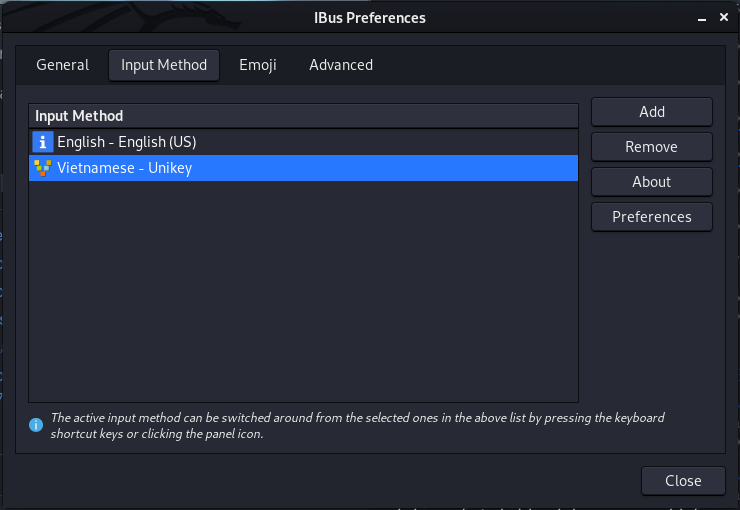 IBus Preferences
General Input Method Emoji Advanced
Input Method
English - English (US)
Vietnamese - Unikey
Add
Remove
About
Preferences
The active input method can be switched around from the selected ones in the above list by pressing the keyboard
shortcut keys or clicking the panel icon.
Close